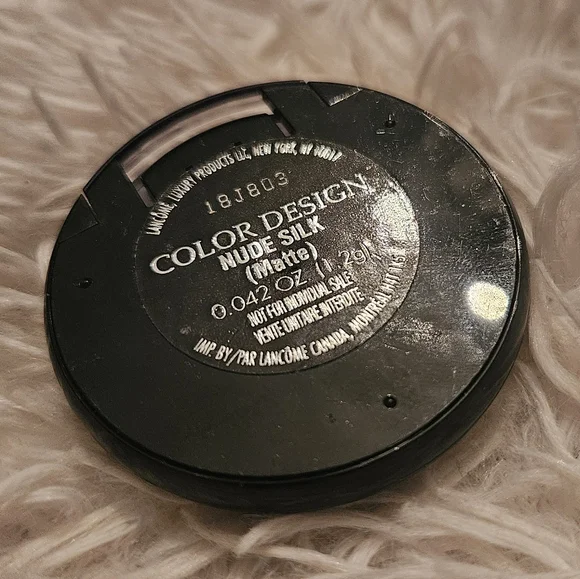 LANCÔME, LUXURY PRODUCTS LLC, NEW YORK, NY 10017
18J803
COLOR DESIGN
NUDE SILK
(Matte)
0.042 OZ (1.2g)
NOT FOR INDIVIDUAL SALE
VENTE UNITAIRE INTERDITE
IMP. BY/PAR LANCÔME CANADA, MONTRÉAL